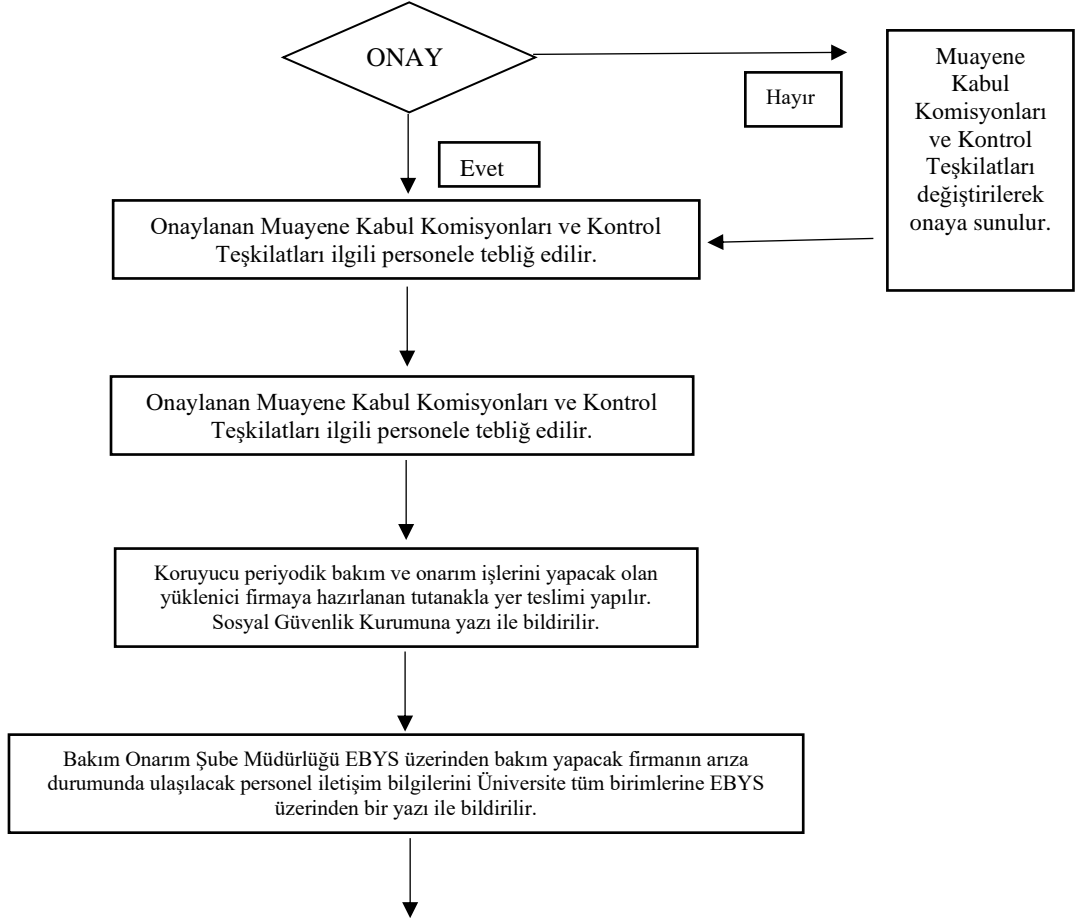 ONAY
Hayır
Muayene
Kabul
Komisyonları
ve Kontrol
Teşkilatları
değiştirilerek
onaya sunulur.
Evet
Onaylanan Muayene Kabul Komisyonları ve Kontrol
Teşkilatları ilgili personele tebliğ edilir.
Onaylanan Muayene Kabul Komisyonları ve Kontrol
Teşkilatları ilgili personele tebliğ edilir.
Koruyucu periyodik bakım ve onarım işlerini yapacak olan
yüklenici firmaya hazırlanan tutanakla yer teslimi yapılır.
Sosyal Güvenlik Kurumuna yazı ile bildirilir.
Bakım Onarım Şube Müdürlüğü EBYS üzerinden bakım yapacak firmanın arıza
durumunda ulaşılacak personel iletişim bilgilerini Üniversite tüm birimlerine EBYS
üzerinden bir yazı ile bildirilir.